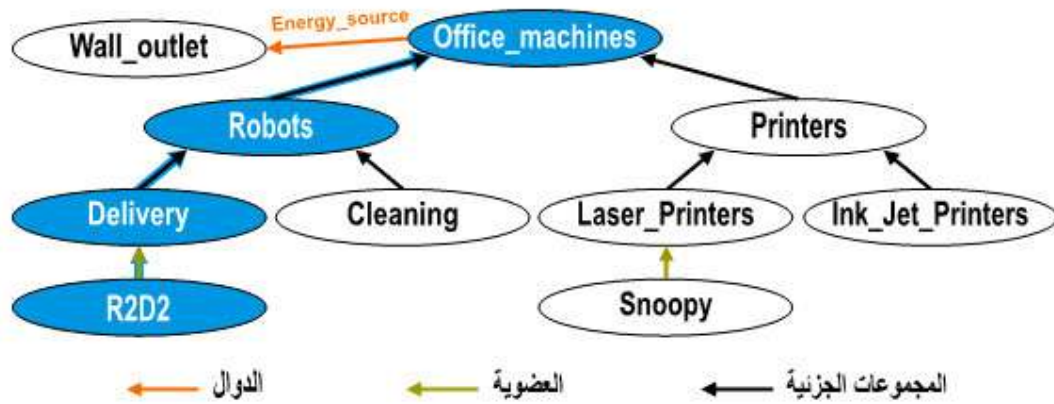 Energy_source
Wall_outlet
Office_machines
Robots
Printers
Delivery
Cleaning
Laser_Printers
Ink_Jet_Printers
R2D2
Snoopy
المجموعات الجزئية
العضوية
الدوال